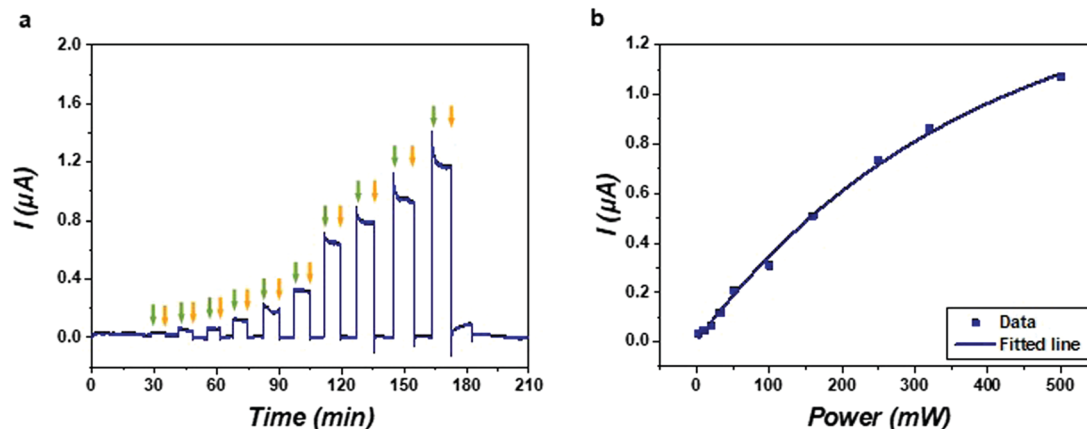 a
2.0
1.6
1.2
0.8
0.4
0.0
I (µA)
0 30 60 90 120 150 180 210
Time (min)
b
1.2
1.0
0.8
0.6
0.4
0.2
0.0
I (µA)
0 100 200 300 400 500
Power (mW)
Data
Fitted line